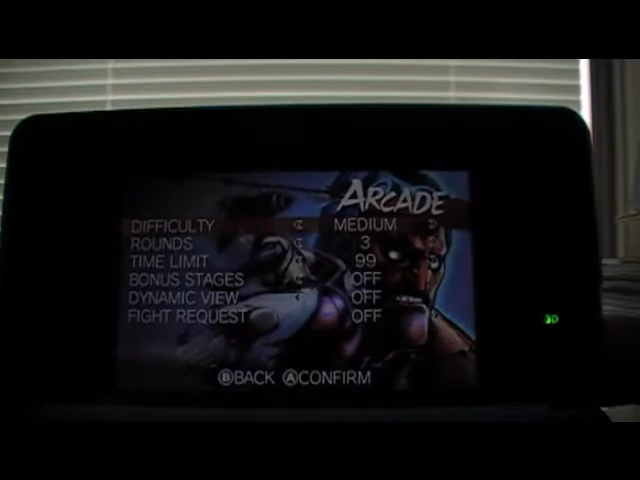 ARCADE
DIFFICULTY MEDIUM
ROUNDS 3
TIME LIMIT 99
BONUS STAGES OFF
DYNAMIC VIEW OFF
FIGHT REQUEST OFF
3D
B BACK A CONFIRM